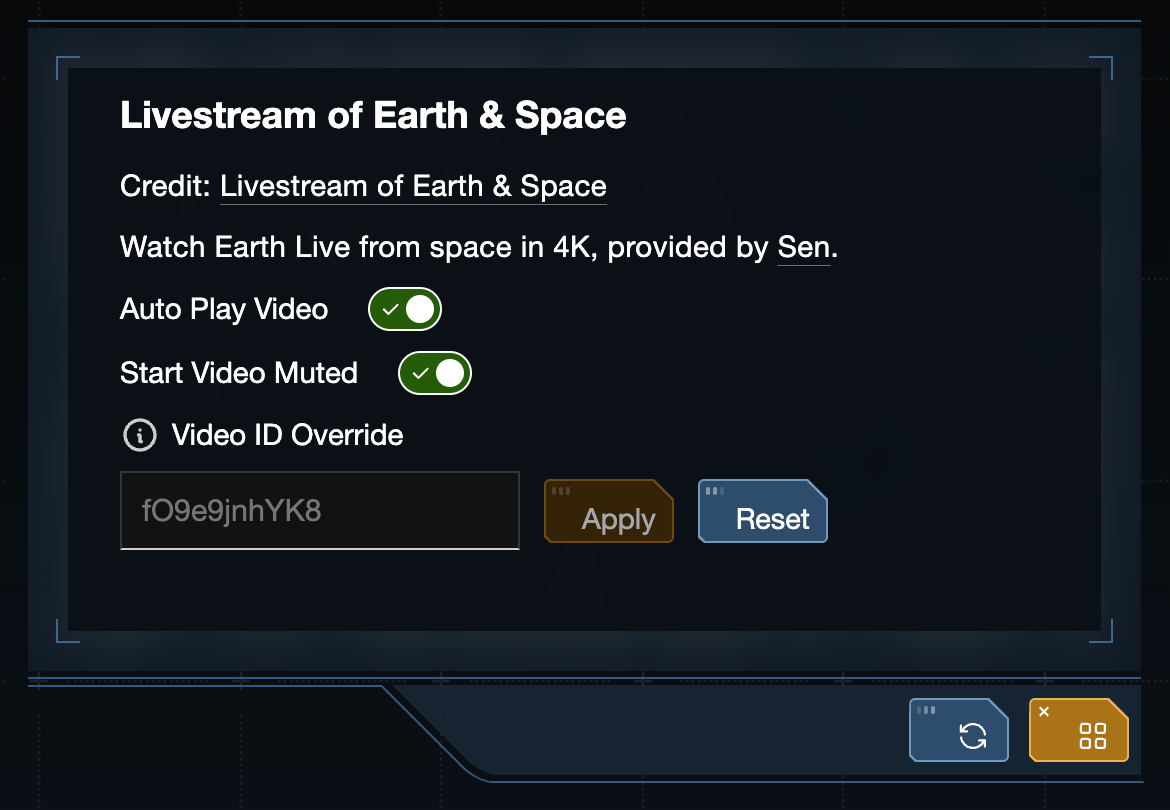 Livestream of Earth & Space
Credit: Livestream of Earth & Space
Watch Earth Live from space in 4K, provided by Sen.
Auto Play Video
Start Video Muted
Video ID Override
fO9e9jnhYK8
Apply
Reset